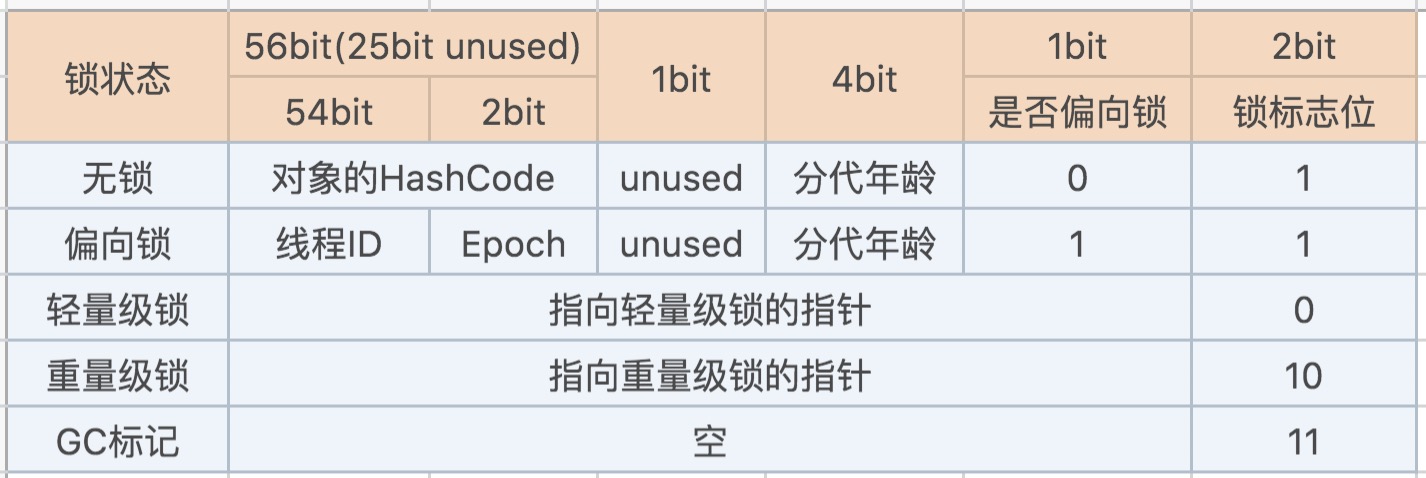 锁状态 56bit(25bit unused) 1bit 4bit 1bit 2bit
54bit 2bit 是否偏向锁 锁标志位
无锁 对象的HashCode unused 分代年龄 0 1
偏向锁 线程ID Epoch unused 分代年龄 1 1
轻量级锁 指向轻量级锁的指针 0
重量级锁 指向重量级锁的指针 10
GC标记 空 11